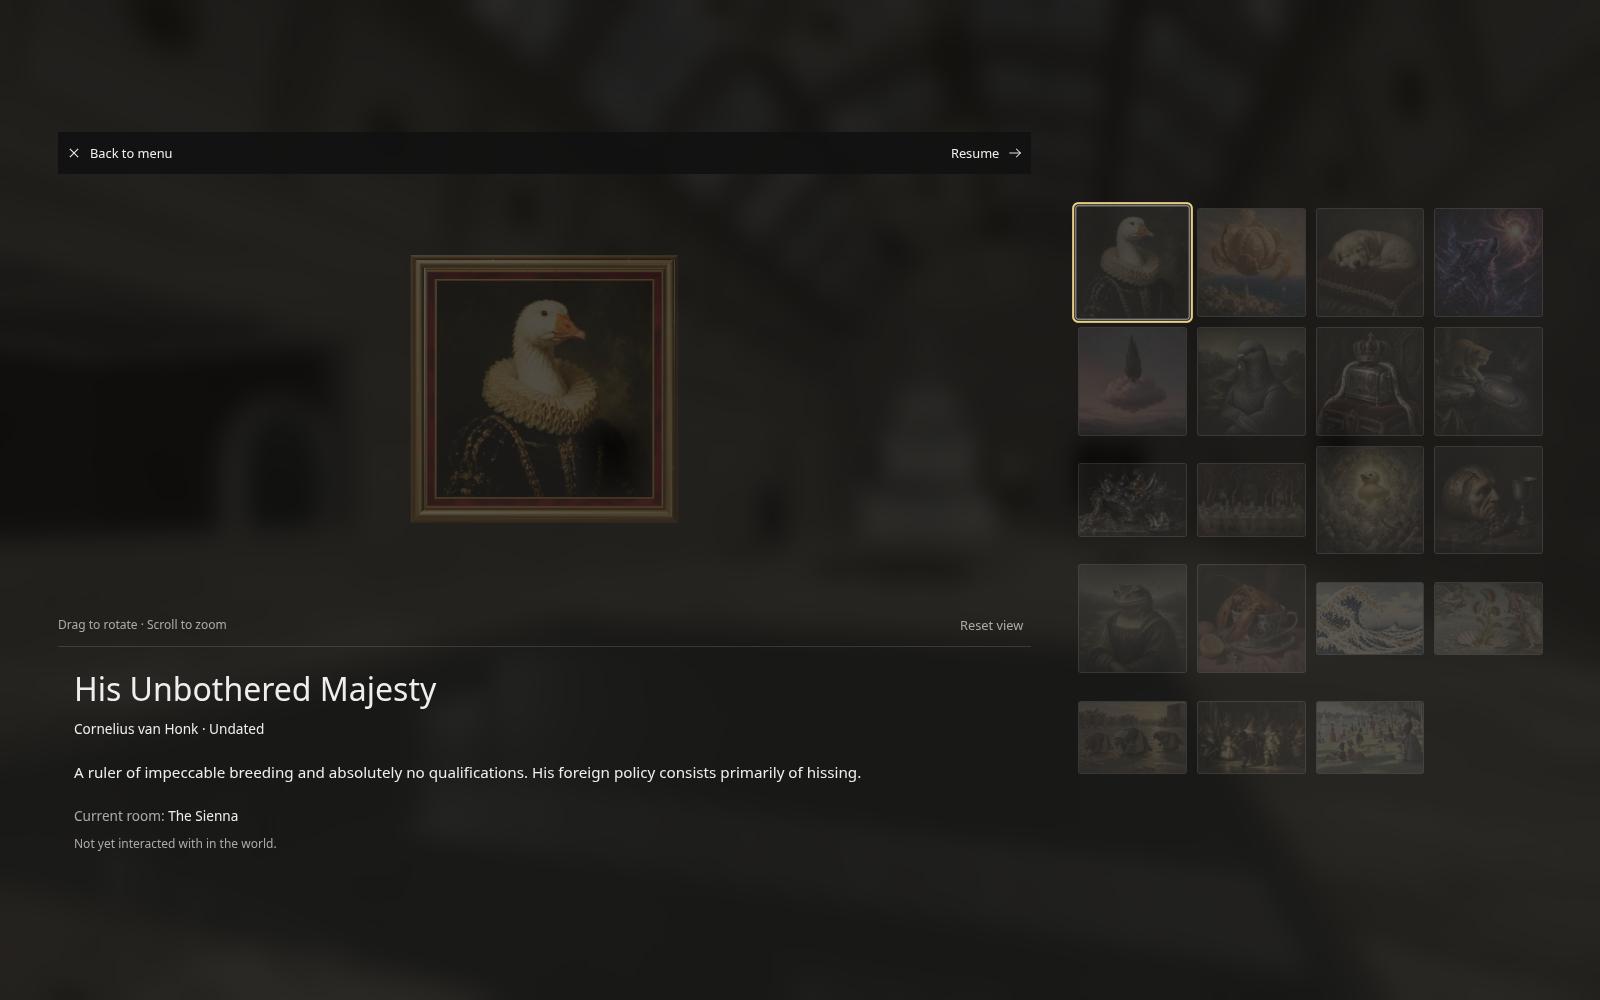 Back to menu
Resume
Drag to rotate · Scroll to zoom
Reset view
His Unbothered Majesty
Cornelius van Honk · Undated
A ruler of impeccable breeding and absolutely no qualifications. His foreign policy consists primarily of hissing.
Current room: The Sienna
Not yet interacted with in the world.